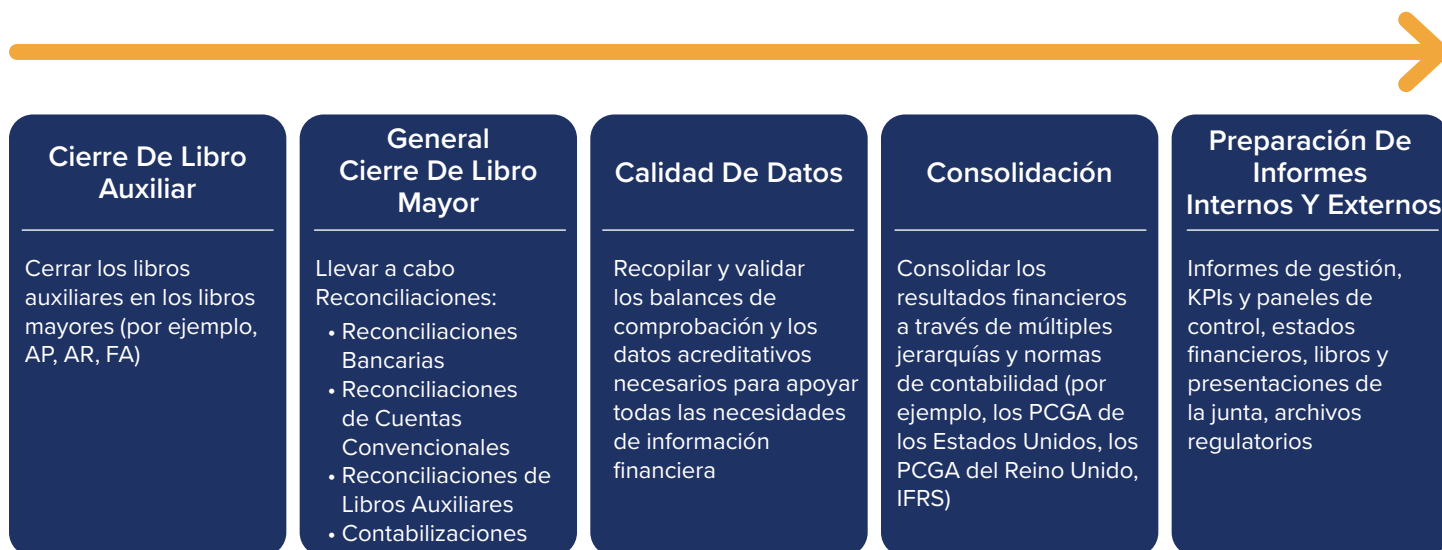 Cierre De Libro
Auxiliar
Cerrar los libros
auxiliares en los libros
mayores (por ejemplo,
AP, AR, FA)
General
Cierre De Libro
Mayor
Llevar a cabo
Reconciliaciones:
• Reconciliaciones
Bancarias
• Reconciliaciones
de Cuentas
Convencionales
• Reconciliaciones de
Libros Auxiliares
• Contabilizaciones
Calidad De Datos
Recopilar y validar
los balances de
comprobación y los
datos acreditativos
necesarios para apoyar
todas las necesidades
de información
financiera
Consolidación
Consolidar los
resultados financieros
a través de múltiples
jerarquías y normas
de contabilidad (por
ejemplo, los PCGA de
los Estados Unidos, los
PCGA del Reino Unido,
IFRS)
Preparación De
Informes
Internos Y Externos
Informes de gestión,
KPIs y paneles de
control, estados
financieros, libros y
presentaciones de
la junta, archivos
regulatorios